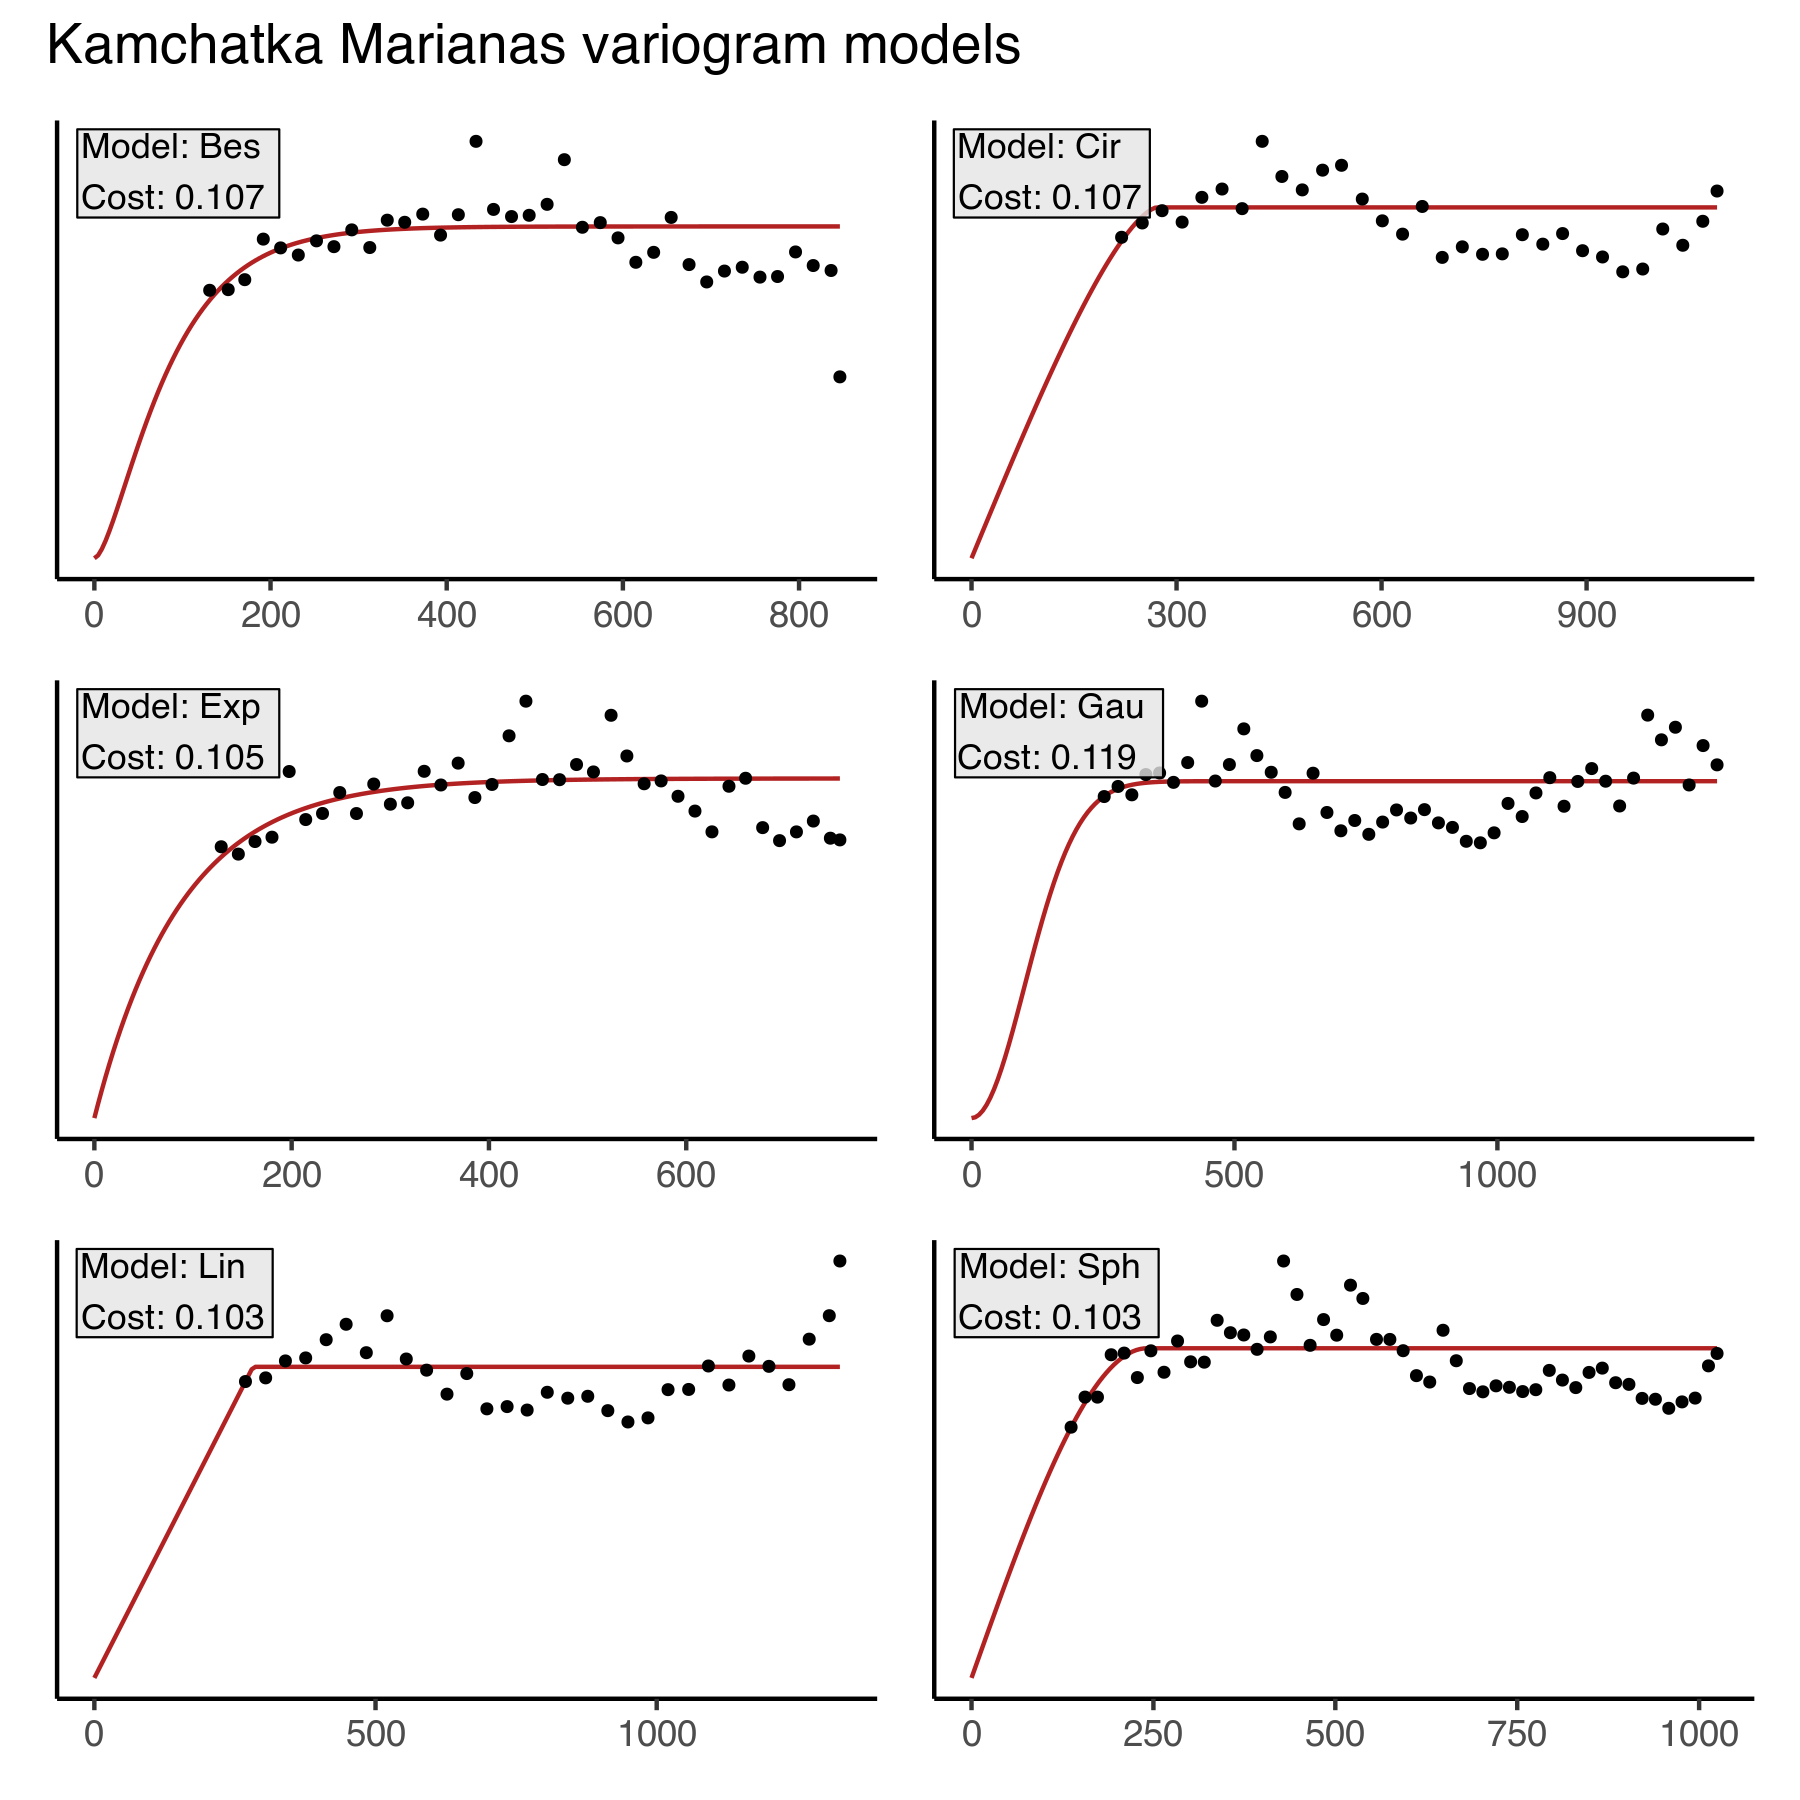 Kamchatka Marianas variogram models
Model: Bes
Cost: 0.107
0 200 400 600 800
Model: Cir
Cost: 0.107
0 300 600 900
Model: Exp
Cost: 0.105
0 200 400 600
Model: Gau
Cost: 0.119
0 500 1000
Model: Lin
Cost: 0.103
0 500 1000
Model: Sph
Cost: 0.103
0 250 500 750 1000